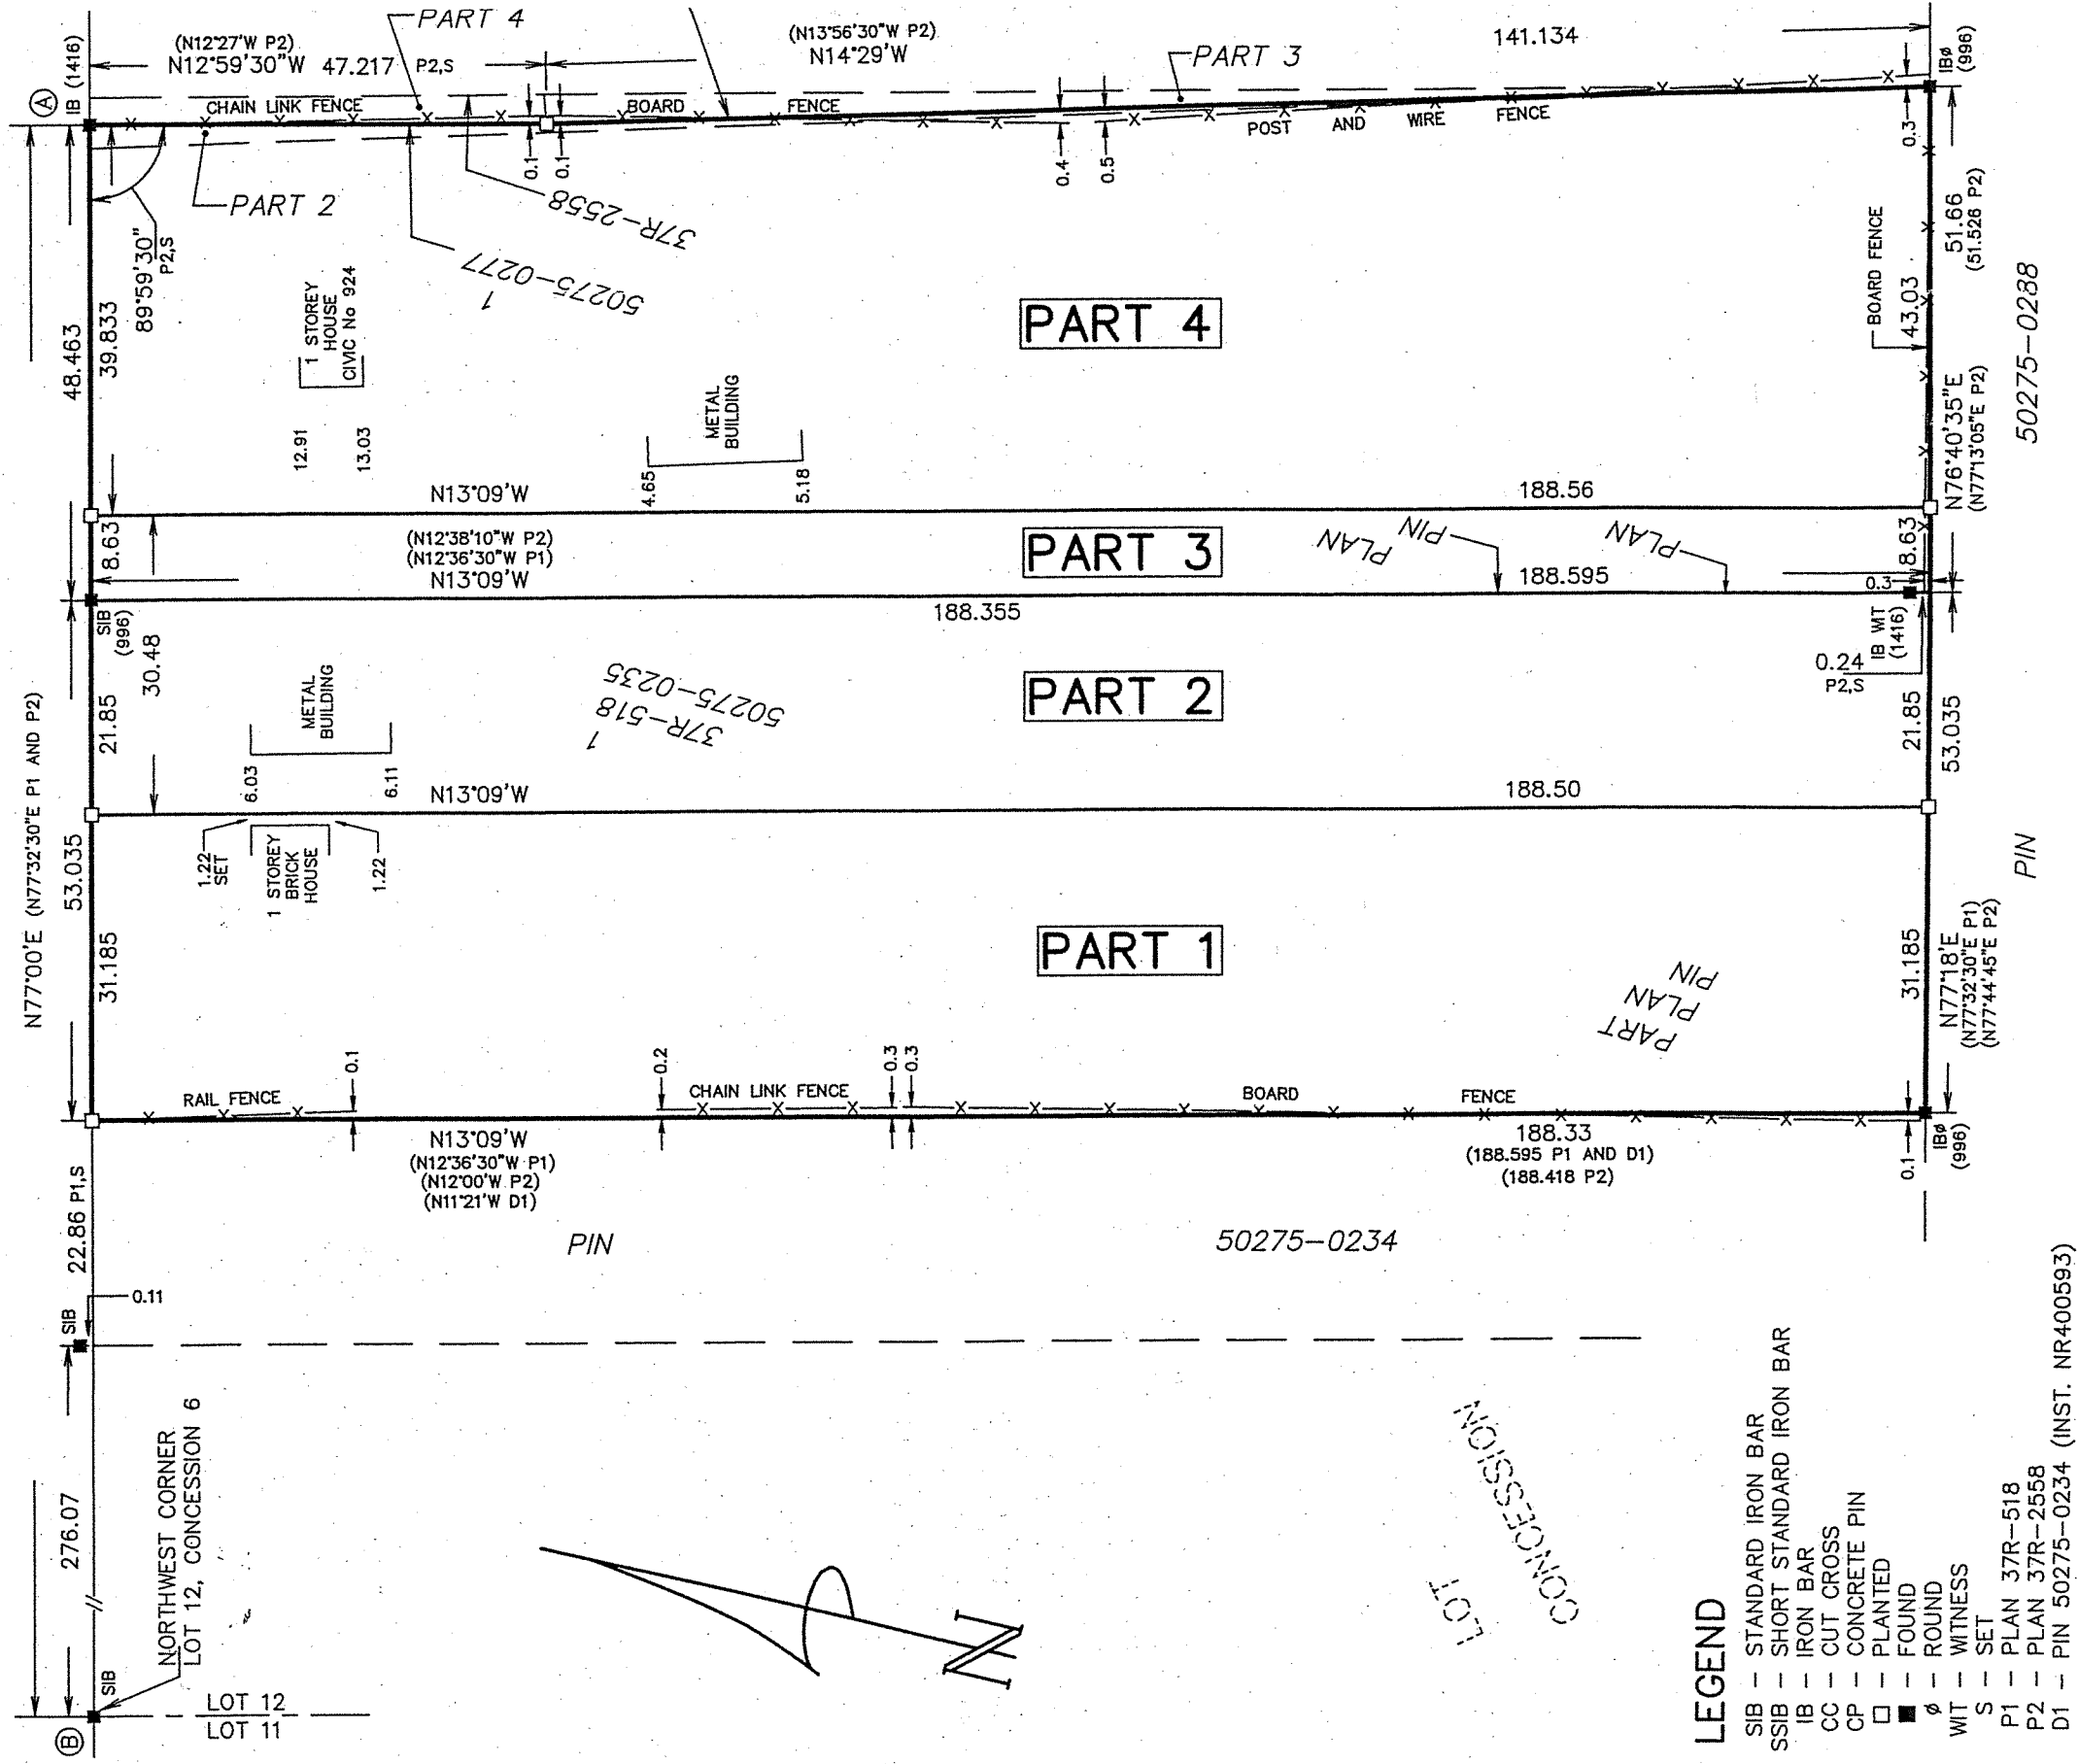 PART 4
(N12°27'W P2)
N12°59'30"W 47.217 P2,S
(N13°56'30"W P2)
N14°29'W
PART 3
141.134
IBø
(996)
A
IB (1416)
CHAIN LINK FENCE
BOARD FENCE
POST AND WIRE FENCE
0.1
0.1
0.4
0.5
0.3
PART 2
89°59'30"
P2,S
37R-2558
50275-0277
1
48.463
39.833
1 STOREY
HOUSE
CIVIC No 924
12.91
13.03
PART 4
METAL
BUILDING
4.65
5.18
BOARD FENCE
43.03
51.66
(51.526 P2)
N76°40'35"E
(N77°13'05"E P2)
50275-0288
N13°09'W
188.56
8.63
(N12°38'10"W P2)
(N12°36'30"W P1)
N13°09'W
PART 3
PLAN
PIN
PLAN
188.595
8.63
0.3
188.355
SIB
(996)
30.48
IB WIT
(1416)
0.24
P2,S
N77°00'E (N77°32'30"E P1 AND P2)
53.035
21.85
METAL
BUILDING
6.03
6.11
1
37R-518
50275-0235
PART 2
21.85
53.035
N13°09'W
188.50
1.22
SET
1 STOREY
BRICK
HOUSE
1.22
31.185
PART 1
PART
PLAN
PIN
PIN
31.185
N77°18'E
(N77°32'30"E P1)
(N77°44'45"E P2)
RAIL FENCE
0.1
0.2
CHAIN LINK FENCE
0.3
0.3
BOARD FENCE
N13°09'W
(N12°36'30"W P1)
(N12°00'W P2)
(N11°21'W D1)
188.33
(188.595 P1 AND D1)
(188.418 P2)
0.1
IBø
(996)
22.86 P1,S
PIN 50275-0234
0.11
SIB
276.07
NORTHWEST CORNER
LOT 12, CONCESSION 6
SIB
B
LOT 12
LOT 11
N
LOT
CONCESSION
LEGEND
SIB - STANDARD IRON BAR
SSIB - SHORT STANDARD IRON BAR
IB - IRON BAR
CC - CUT CROSS
CP - CONCRETE PIN
□ - PLANTED
■ - FOUND
ø - ROUND
WIT - WITNESS
S - SET
P1 - PLAN 37R-518
P2 - PLAN 37R-2558
D1 - PIN 50275-0234 (INST. NR400593)